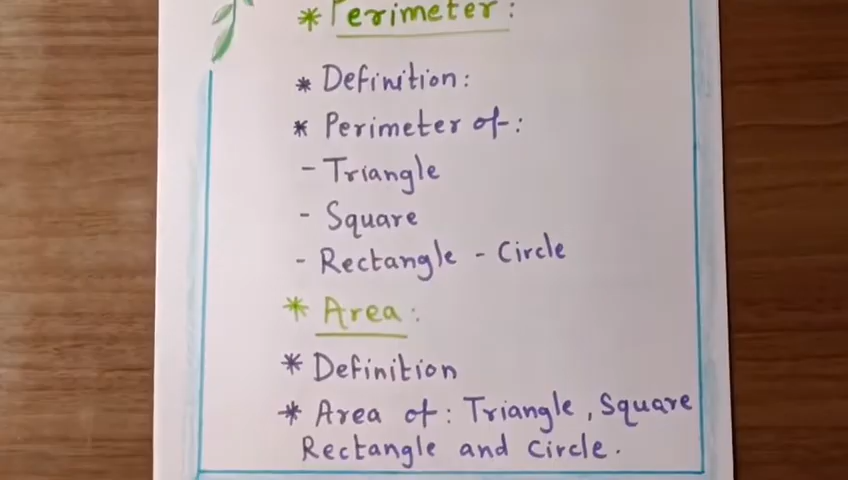 * Perimeter:
* Definition:
* Perimeter of:
- Triangle
- Square
- Rectangle - Circle
* Area:
* Definition
* Area of: Triangle, Square
Rectangle and Circle.